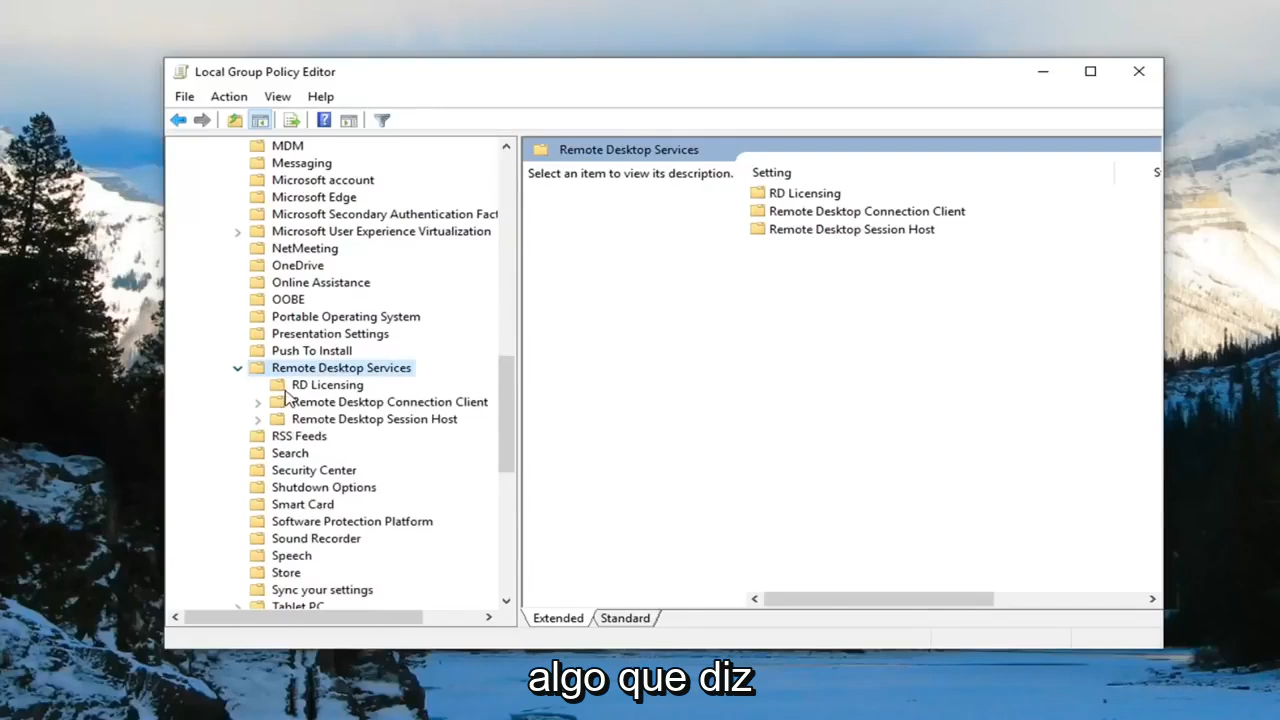 Local Group Policy Editor
File Action View Help
MDM
Messaging
Microsoft account
Microsoft Edge
Microsoft Secondary Authentication Fact
Microsoft User Experience Virtualization
NetMeeting
OneDrive
Online Assistance
OOBE
Portable Operating System
Presentation Settings
Push To Install
Remote Desktop Services
RD Licensing
Remote Desktop Connection Client
Remote Desktop Session Host
RSS Feeds
Search
Security Center
Shutdown Options
Smart Card
Software Protection Platform
Sound Recorder
Speech
Store
Sync your settings
Tablet PC
Remote Desktop Services
Select an item to view its description.
Setting S
RD Licensing
Remote Desktop Connection Client
Remote Desktop Session Host
Extended Standard
algo que diz